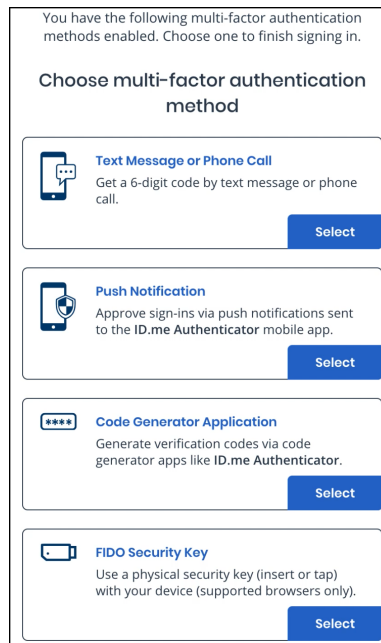 You have the following multi-factor authentication
methods enabled. Choose one to finish signing in.
Choose multi-factor authentication
method
Text Message or Phone Call
Get a 6-digit code by text message or phone
call.
Select
Push Notification
Approve sign-ins via push notifications sent
to the ID.me Authenticator mobile app.
Select
****
Code Generator Application
Generate verification codes via code
generator apps like ID.me Authenticator.
Select
FIDO Security Key
Use a physical security key (insert or tap)
with your device (supported browsers only).
Select